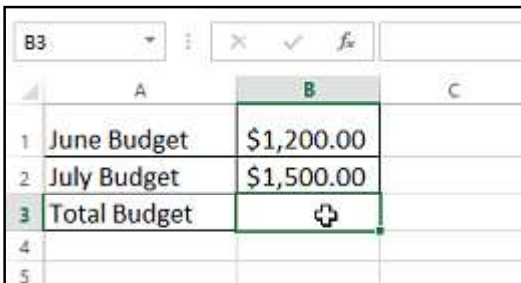 B3 fx
A B C
1 June Budget $1,200.00
2 July Budget $1,500.00
3 Total Budget
4
5